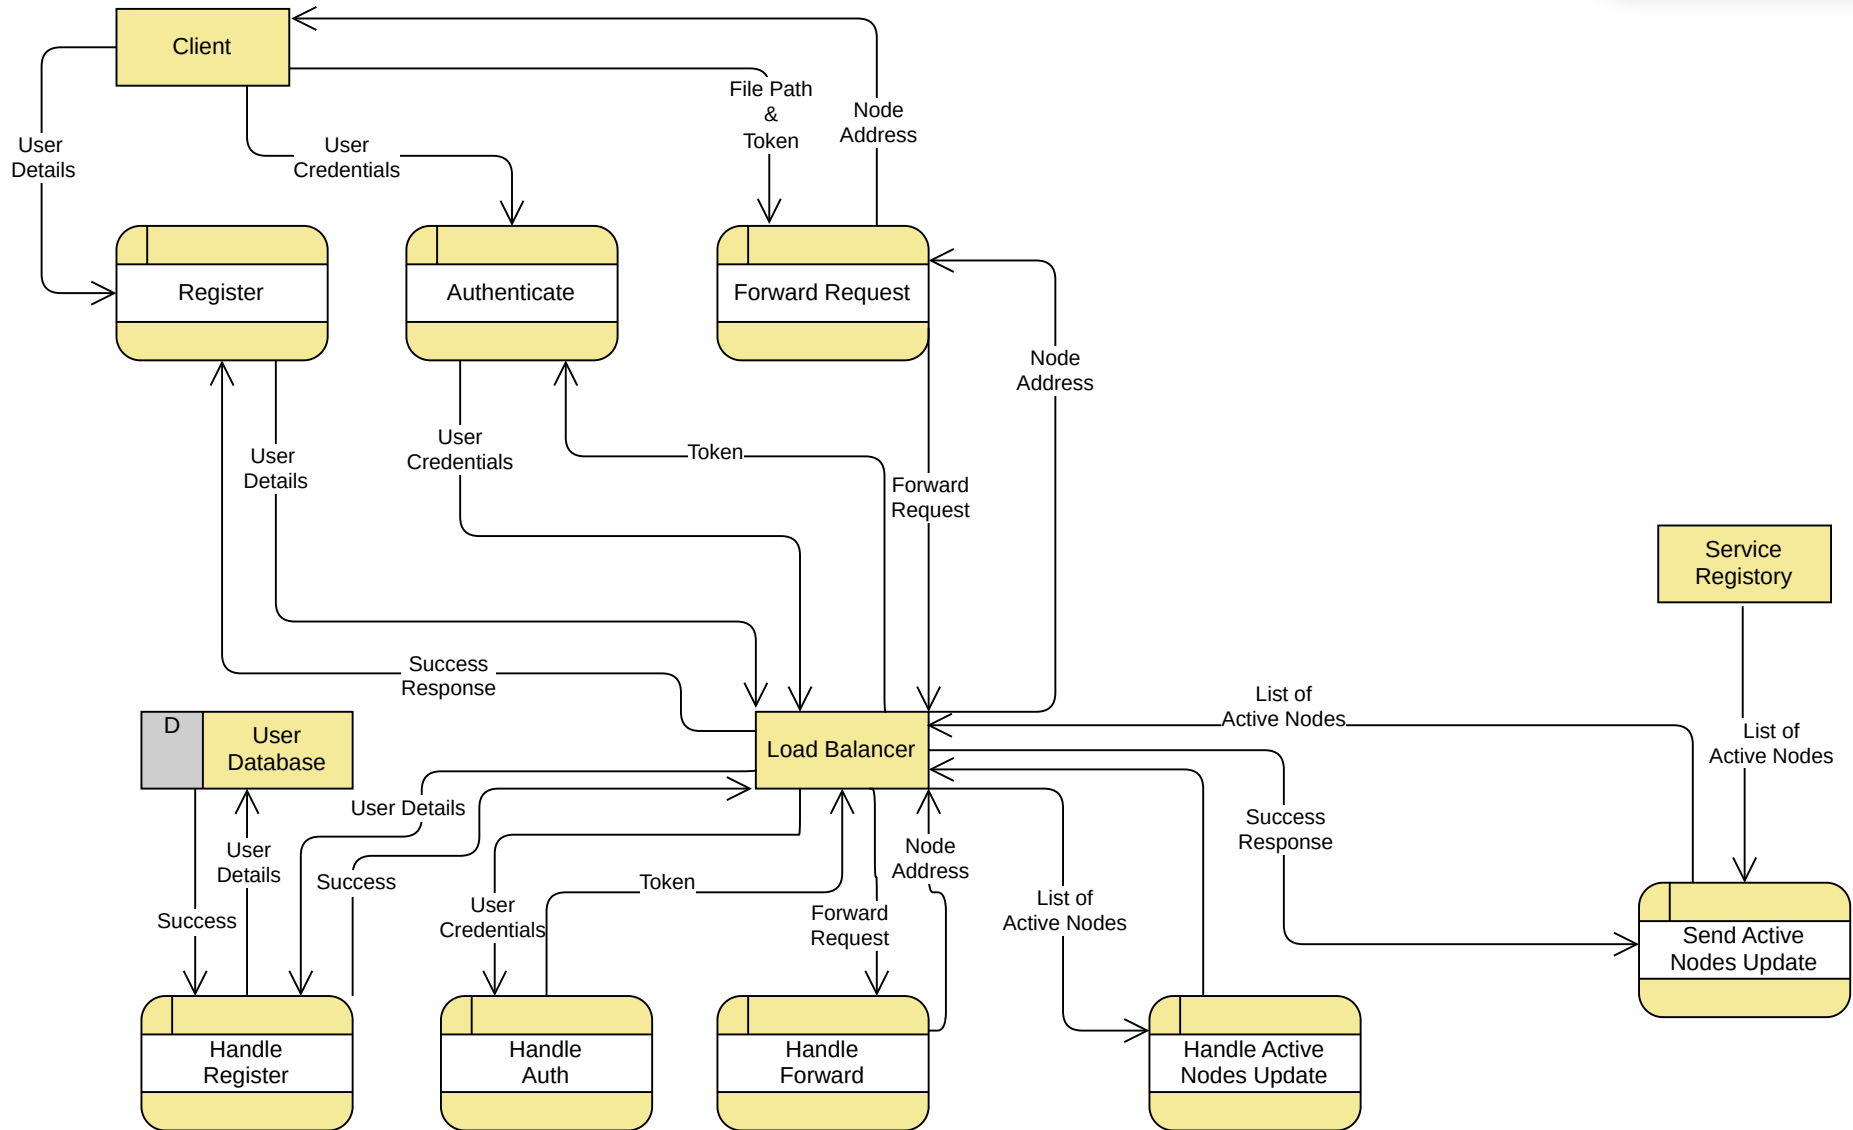 Client
File Path
&
Token
Node
Address
User
Details
User
Credentials
Register
Authenticate
Forward Request
Node
Address
User
Details
User
Credentials
Token
Forward
Request
Service
Registory
Success
Response
List of
Active Nodes
D
User
Database
Load Balancer
List of
Active Nodes
User Details
Success
Response
User
Details
Node
Address
Success
Token
Success
User
Credentials
Forward
Request
List of
Active Nodes
Send Active
Nodes Update
Handle
Register
Handle
Auth
Handle
Forward
Handle Active
Nodes Update